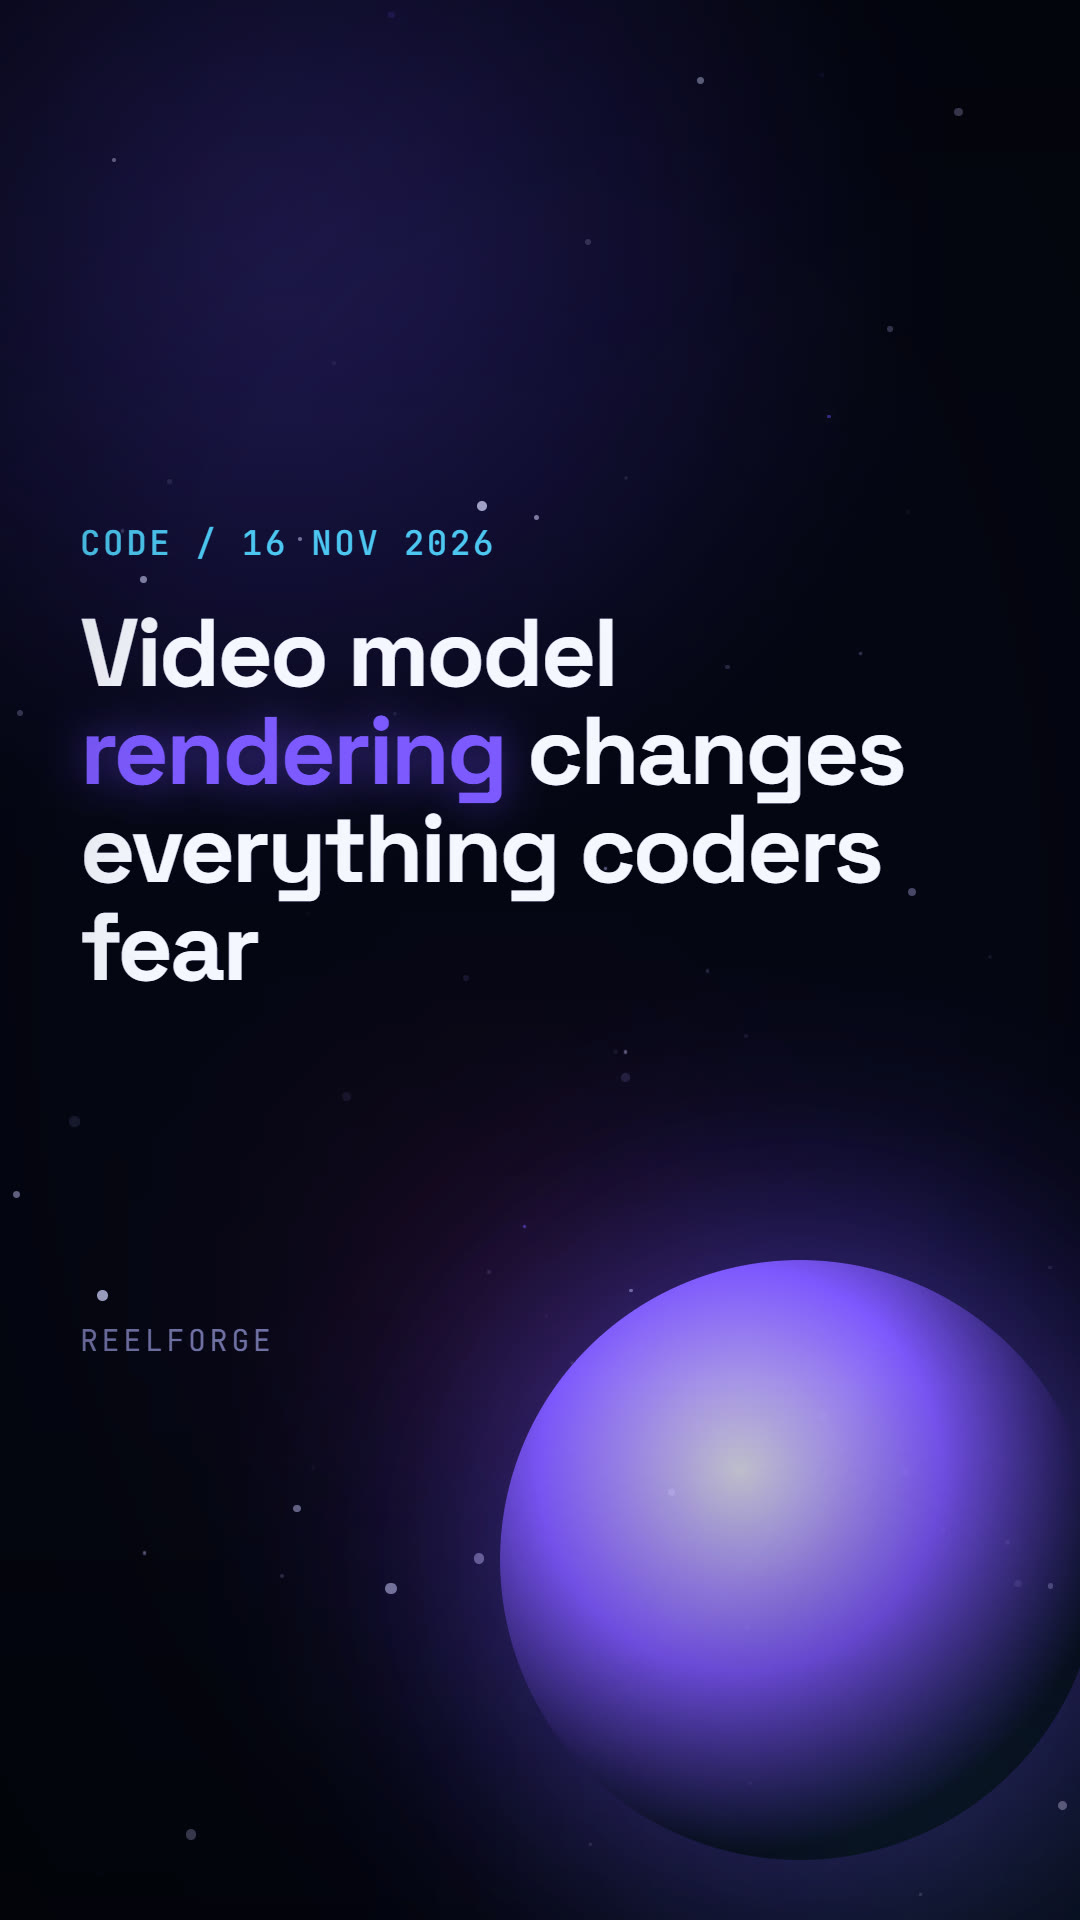 CODE / 16 NOV 2026
Video model
rendering changes
everything coders
fear
REELFORGE